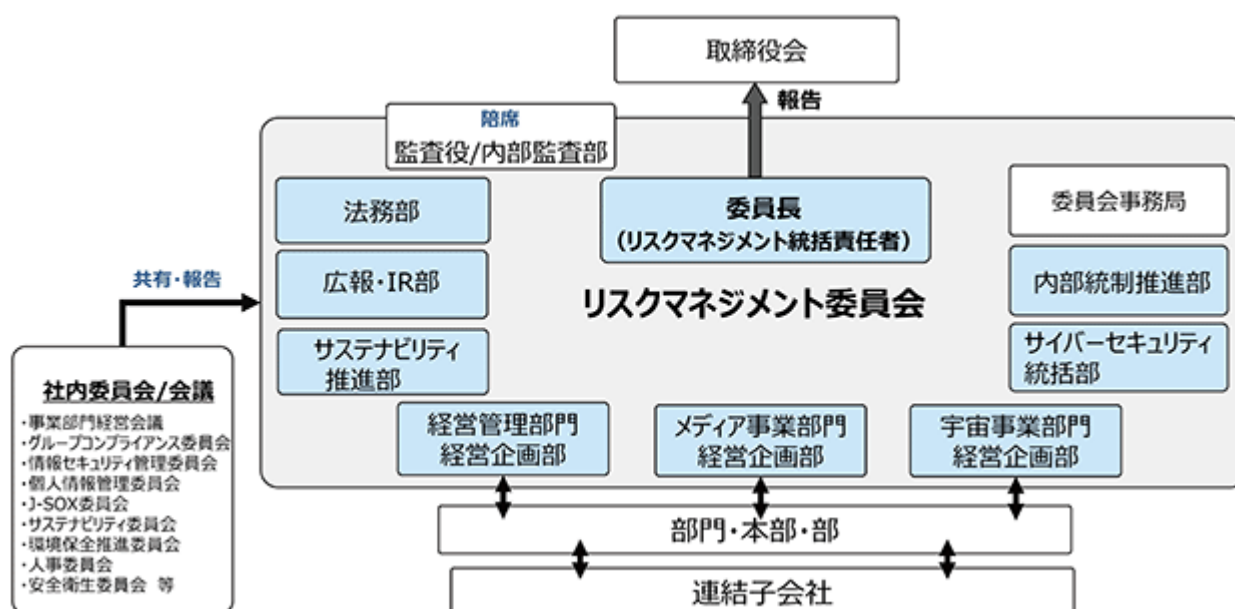 取締役会
報告
陪席
監査役/内部監査部
法務部
委員長
（リスクマネジメント統括責任者）
委員会事務局
共有・報告
広報・IR部
リスクマネジメント委員会
内部統制推進部
サステナビリティ
推進部
サイバーセキュリティ
統括部
社内委員会/会議
・事業部門経営会議
・グループコンプライアンス委員会
・情報セキュリティ管理委員会
・個人情報管理委員会
・J-SOX委員会
・サステナビリティ委員会
・環境保全推進委員会
・人事委員会
・安全衛生委員会 等
経営管理部門
経営企画部
メディア事業部門
経営企画部
宇宙事業部門
経営企画部
部門・本部・部
連結子会社